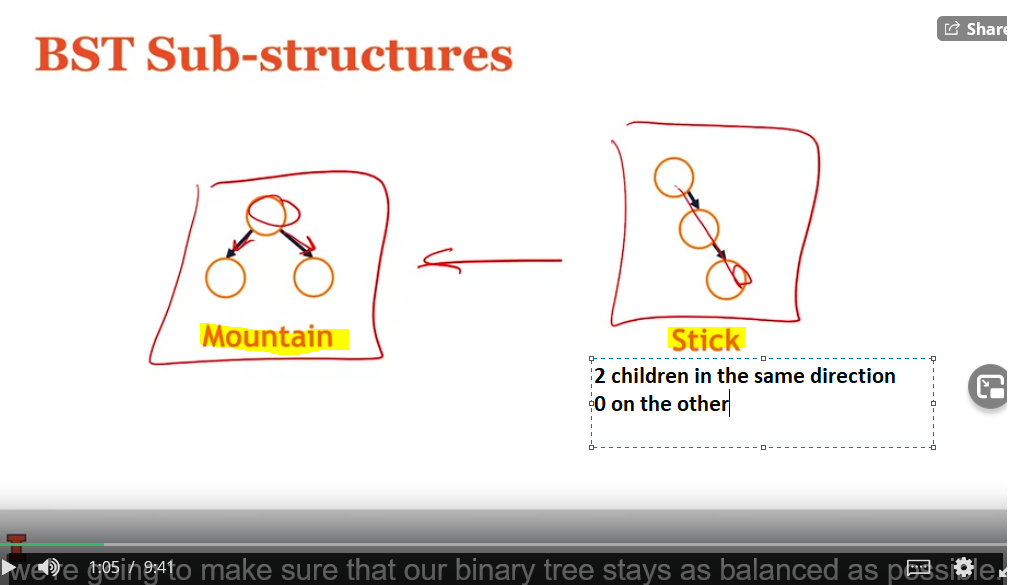 BST Sub-structures
Share
Mountain
Stick
2 children in the same direction
0 on the other
1:05 / 9:41
we're going to make sure that our binary tree stays as balanced as possible.